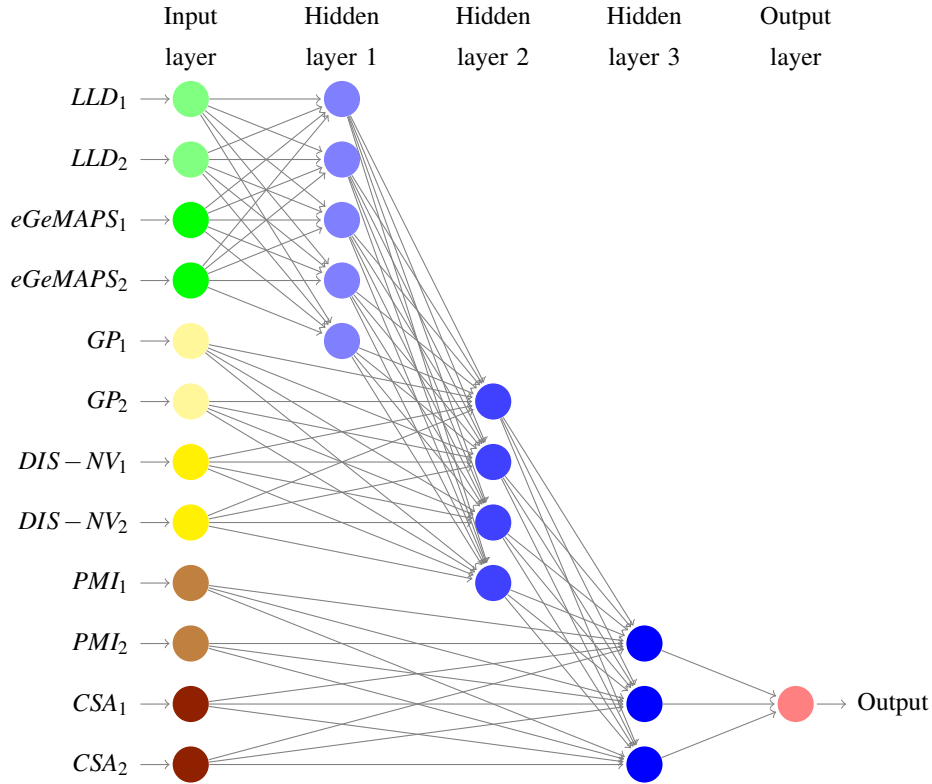 Input Hidden Hidden Hidden Output
layer layer 1 layer 2 layer 3 layer
LLD₁
LLD₂
eGeMAPS₁
eGeMAPS₂
GP₁
GP₂
DIS−NV₁
DIS−NV₂
PMI₁
PMI₂
CSA₁ Output
CSA₂